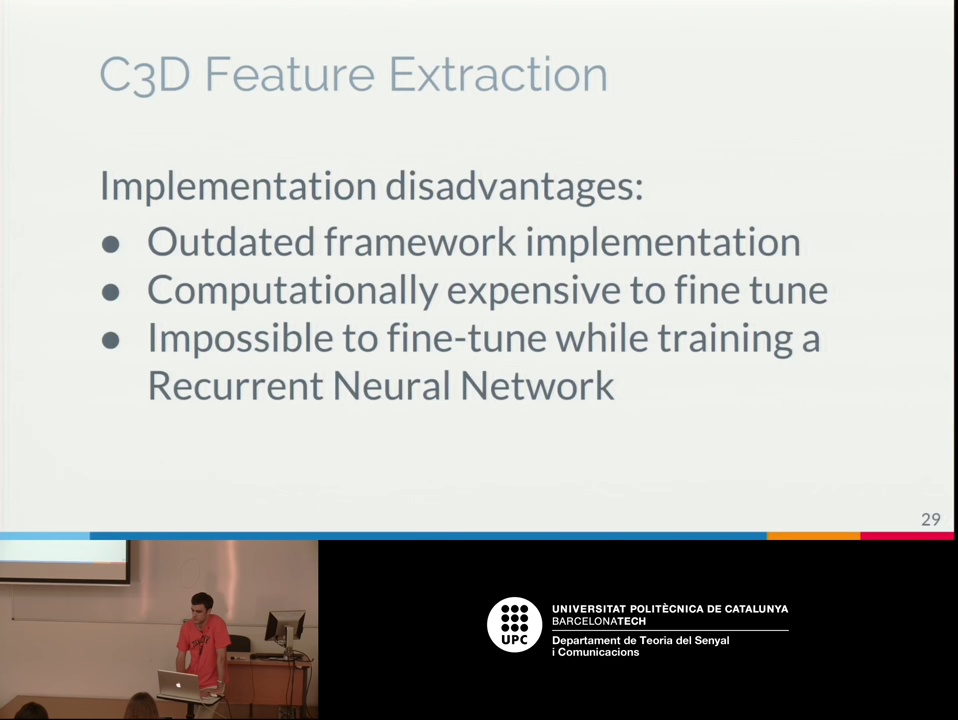 C3D Feature Extraction
Implementation disadvantages:
● Outdated framework implementation
● Computationally expensive to fine tune
● Impossible to fine-tune while training a
Recurrent Neural Network
29
UPC
UNIVERSITAT POLITÈCNICA DE CATALUNYA
BARCELONATECH
Departament de Teoria del Senyal
i Comunicacions